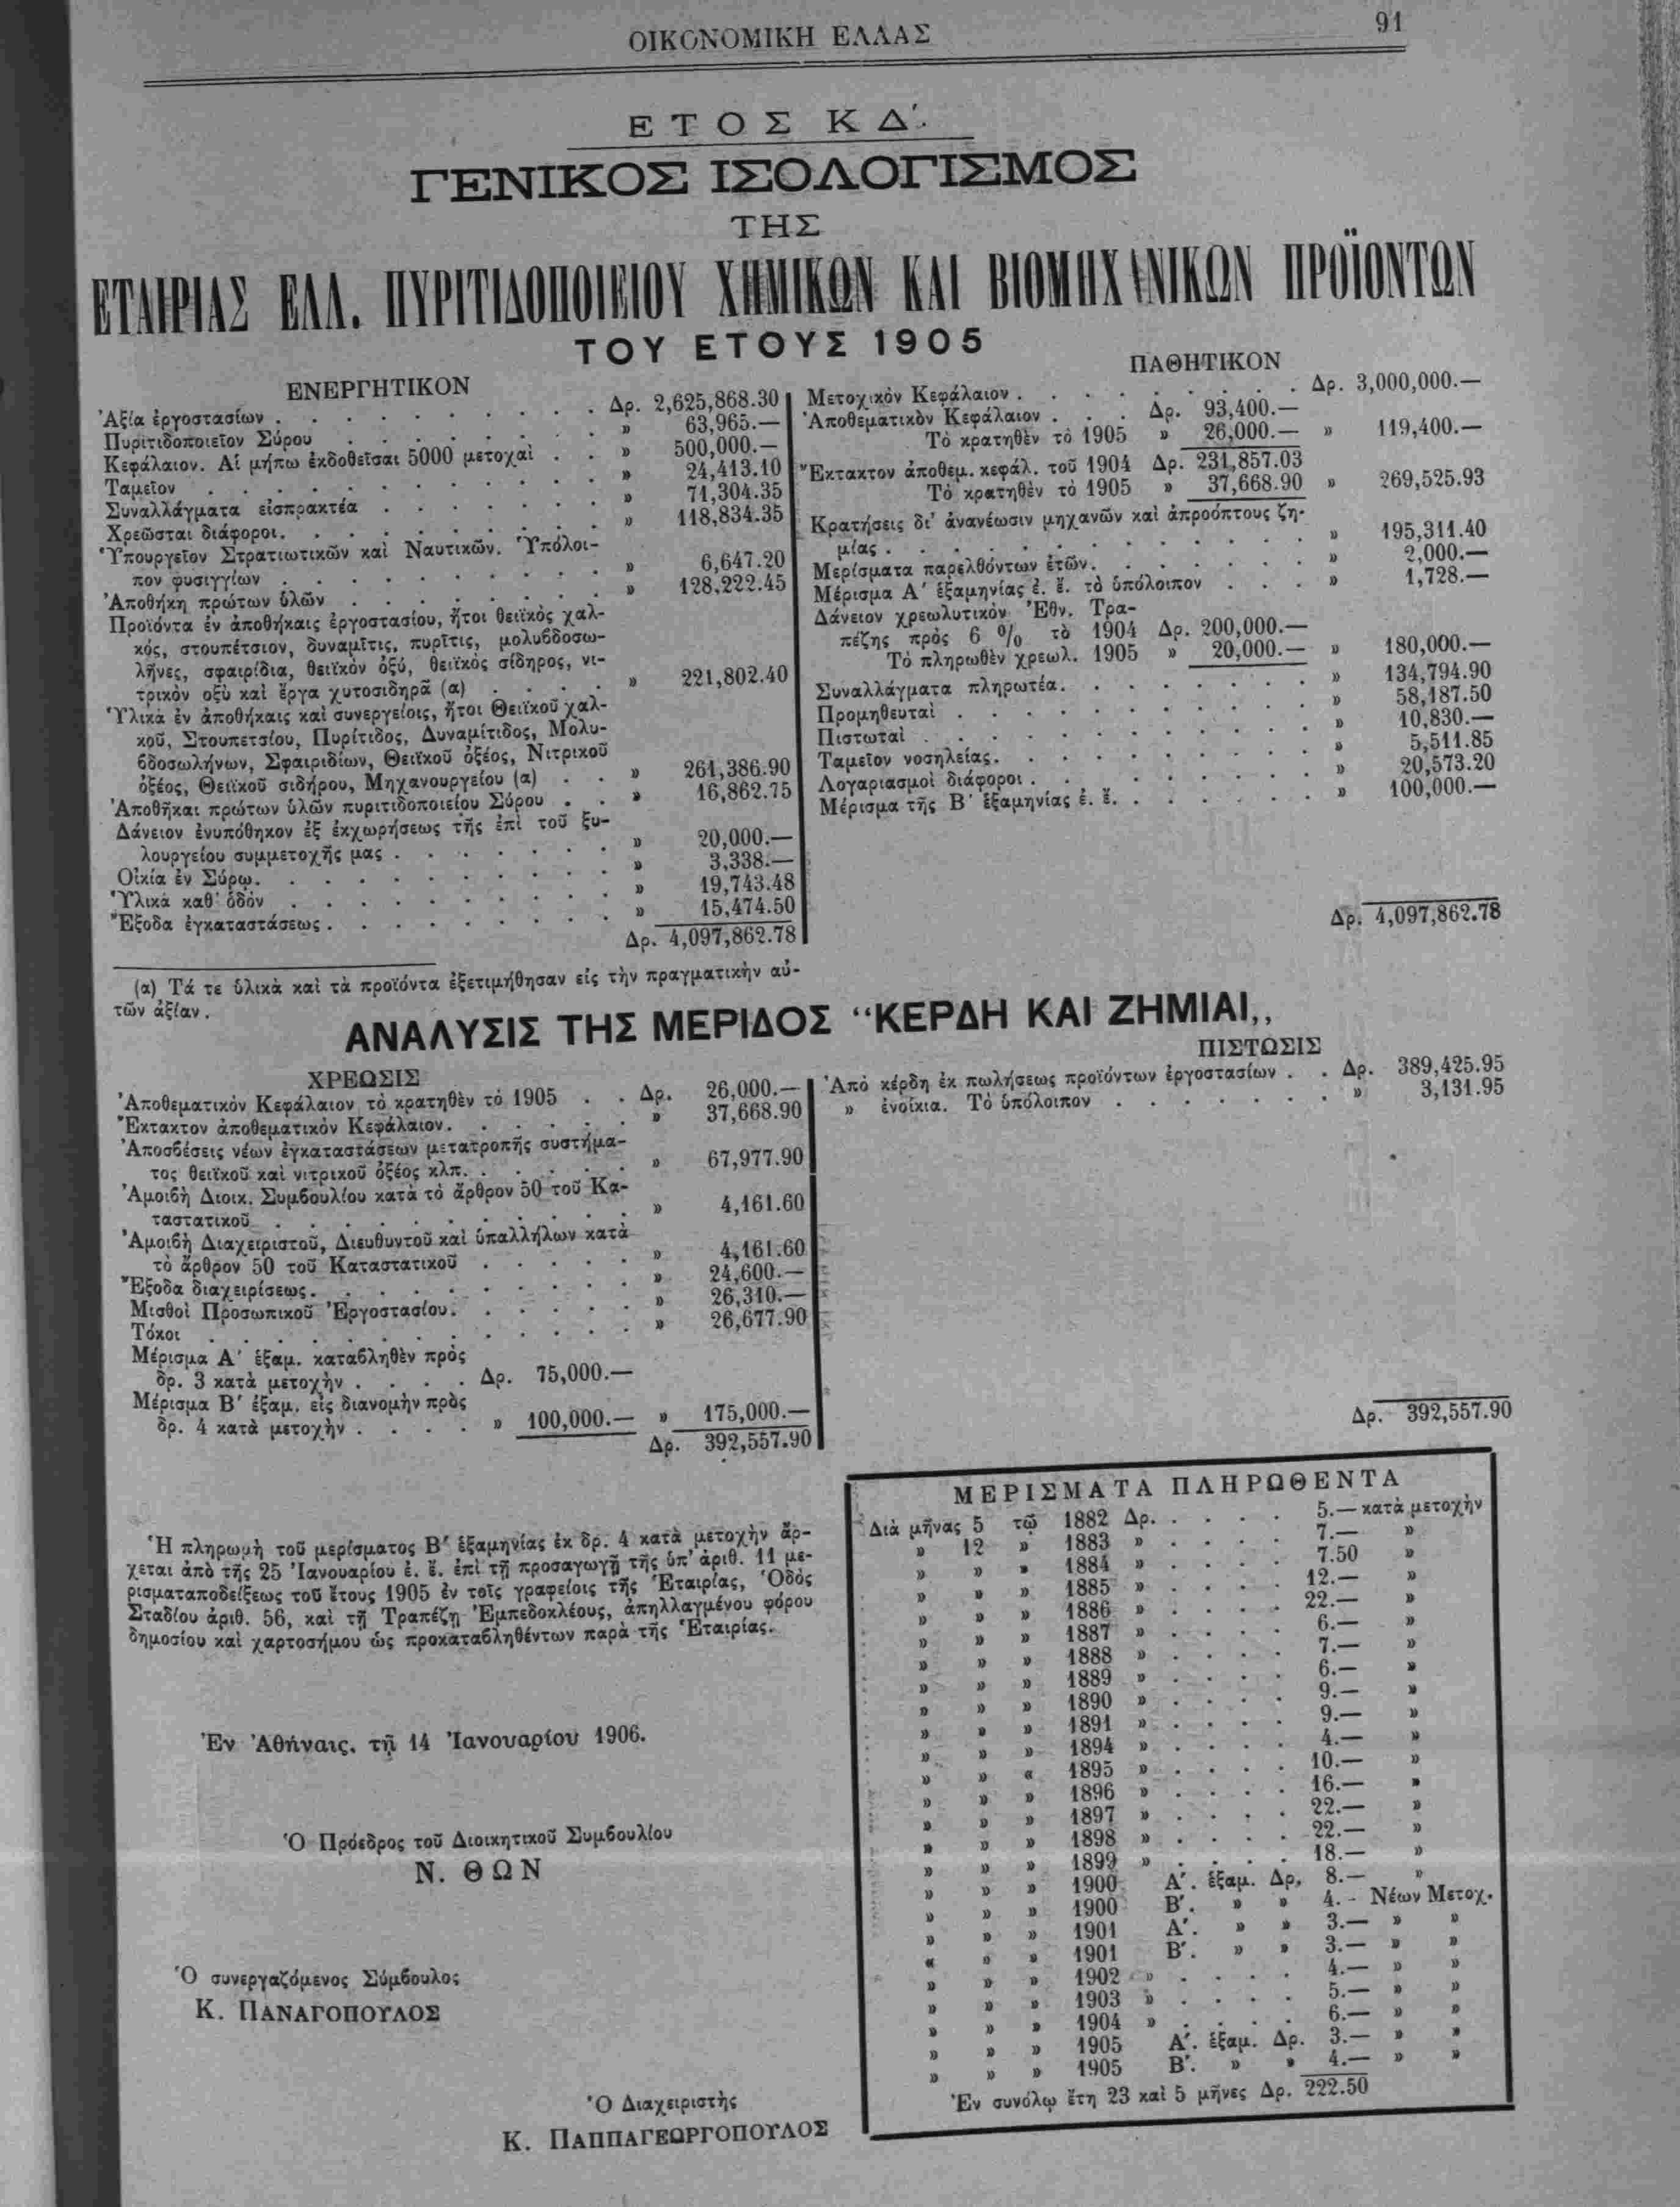 ΟΙΚΟΝΟΜΙΚΗ ΕΛΛΑΣ
91
ΕΤΟΣ ΚΔ΄.
ΓΕΝΙΚΟΣ ΙΣΟΛΟΓΙΣΜΟΣ
ΤΗΣ
ΕΤΑΙΡΙΑΣ ΕΛΛ. ΠΥΡΙΤΙΔΟΠΟΙΕΙΟΥ ΧΗΜΙΚΩΝ ΚΑΙ ΒΙΟΜΗΧΑΝΙΚΩΝ ΠΡΟΪΟΝΤΩΝ
ΤΟΥ ΕΤΟΥΣ 1905
ΕΝΕΡΓΗΤΙΚΟΝ
Ἀξία ἐργοστασίων . . . . . . . . . . Δρ. 2,625,868.30
Πυριτιδοποιεῖον Σύρου . . . . . . . . » 63,965.—
Κεφάλαιον. Αἱ μήπω ἐκδοθεῖσαι 5000 μετοχαὶ . . » 500,000.—
Ταμεῖον . . . . . . . . . . . . » 24,413.10
Συναλλάγματα εἰσπρακτέα . . . . . . . » 71,304.35
Χρεῶσται διάφοροι. . . . . . . . . . » 118,834.35
Ὑπουργεῖον Στρατιωτικῶν καὶ Ναυτικῶν. Ὑπόλοι-
πον φυσιγγίων . . . . . . . . . . » 6,647.20
Ἀποθήκη πρώτων ὑλῶν . . . . . . . . » 128,222.45
Προϊόντα ἐν ἀποθήκαις ἐργοστασίου, ἤτοι θειϊκὸς χαλ-
κός, στουπέτσιον, δυναμῖτις, πυρῖτις, μολυβδοσω-
λῆνες, σφαιρίδια, θειϊκὸν ὀξύ, θειϊκὸς σίδηρος, νι-
τρικὸν οξὺ καὶ ἔργα χυτοσιδηρᾶ (α) . . . . » 221,802.40
Ὑλικὰ ἐν ἀποθήκαις καὶ συνεργείοις, ἤτοι Θειϊκοῦ χαλ-
κοῦ, Στουπετσίου, Πυρίτιδος, Δυναμίτιδος, Μολυ-
βδοσωλήνων, Σφαιριδίων, Θειϊκοῦ ὀξέος, Νιτρικοῦ
ὀξέος, Θειϊκοῦ σιδήρου, Μηχανουργείου (α) . . » 261,386.90
Ἀποθῆκαι πρώτων ὑλῶν πυριτιδοποιείου Σύρου . . » 16,862.75
Δάνειον ἐνυπόθηκον ἐξ ἐκχωρήσεως τῆς ἐπὶ τοῦ ξυ-
λουργείου συμμετοχῆς μας . . . . . . . » 20,000.—
Οἰκία ἐν Σύρῳ. . . . . . . . . . . » 3,338.—
Ὑλικὰ καθ᾽ ὁδόν . . . . . . . . . . » 19,743.48
Ἔξοδα ἐγκαταστάσεως . . . . . . . . . » 15,474.50
Δρ. 4,097,862.78
(α) Τά τε ὑλικὰ καὶ τὰ προϊόντα ἐξετιμήθησαν εἰς τὴν πραγματικὴν αὐ-
τῶν ἀξίαν.
ΠΑΘΗΤΙΚΟΝ
Μετοχικὸν Κεφάλαιον . . . . . . . . . Δρ. 3,000,000.—
Ἀποθεματικὸν Κεφάλαιον . . . Δρ. 93,400.—
Τὸ κρατηθὲν τὸ 1905 » 26,000.— » 119,400.—
Ἔκτακτον ἀποθεμ. κεφάλ. τοῦ 1904 Δρ. 231,857.03
Τὸ κρατηθὲν τὸ 1905 » 37,668.90 » 269,525.93
Κρατήσεις δι᾽ ἀνανέωσιν μηχανῶν καὶ ἀπροόπτους ζη-
μίας . . . . . . . . . . . . » 195,311.40
Μερίσματα παρελθόντων ἐτῶν. . . . . . . » 2,000.—
Μέρισμα Α΄ ἑξαμηνίας ἐ. ἔ. τὸ ὑπόλοιπον . . . » 1,728.—
Δάνειον χρεωλυτικὸν Ἐθν. Τρα-
πέζης πρὸς 6 % τὸ 1904 Δρ. 200,000.—
Τὸ πληρωθὲν χρεωλ. 1905 » 20,000.— » 180,000.—
Συναλλάγματα πληρωτέα. . . . . . . . » 134,794.90
Προμηθευταὶ . . . . . . . . . . . » 58,187.50
Πιστωταὶ . . . . . . . . . . . . » 10,830.—
Ταμεῖον νοσηλείας. . . . . . . . . . » 5,511.85
Λογαριασμοὶ διάφοροι . . . . . . . . . » 20,573.20
Μέρισμα τῆς Β΄ ἑξαμηνίας ἐ. ἔ. . . . . . . » 100,000.—
Δρ. 4,097,862.78
ΑΝΑΛΥΣΙΣ ΤΗΣ ΜΕΡΙΔΟΣ “ΚΕΡΔΗ ΚΑΙ ΖΗΜΙΑΙ,,
ΧΡΕΩΣΙΣ
Ἀποθεματικὸν Κεφάλαιον τὸ κρατηθὲν τὸ 1905 . . Δρ. 26,000.—
Ἔκτακτον ἀποθεματικὸν Κεφάλαιον. . . . . . » 37,668.90
Ἀποσβέσεις νέων ἐγκαταστάσεων μετατροπῆς συστήμα-
τος θειϊκοῦ καὶ νιτρικοῦ ὀξέος κλπ. . . . . . » 67,977.90
Ἀμοιβὴ Διοικ. Συμβουλίου κατὰ τὸ ἄρθρον 50 τοῦ Κα-
ταστατικοῦ . . . . . . . . . . . » 4,161.60
Ἀμοιβὴ Διαχειριστοῦ, Διευθυντοῦ καὶ ὑπαλλήλων κατὰ
τὸ ἄρθρον 50 τοῦ Καταστατικοῦ . . . . . » 4,161.60
Ἔξοδα διαχειρίσεως. . . . . . . . . . » 24,600.—
Μισθοὶ Προσωπικοῦ Ἐργοστασίου. . . . . . » 26,310.—
Τόκοι . . . . . . . . . . . . . » 26,677.90
Μέρισμα Α΄ ἑξαμ. καταβληθὲν πρὸς
δρ. 3 κατὰ μετοχὴν . . . . Δρ. 75,000.—
Μέρισμα Β΄ ἑξαμ. εἰς διανομὴν πρὸς
δρ. 4 κατὰ μετοχὴν . . . . » 100,000.— » 175,000.—
Δρ. 392,557.90
ΠΙΣΤΩΣΙΣ
Ἀπὸ κέρδη ἐκ πωλήσεως προϊόντων ἐργοστασίων . . Δρ. 389,425.95
» ἐνοίκια. Τὸ ὑπόλοιπον . . . . . . . » 3,131.95
Δρ. 392,557.90
Ἡ πληρωμὴ τοῦ μερίσματος Β΄ ἑξαμηνίας ἐκ δρ. 4 κατὰ μετοχὴν ἄρ-
χεται ἀπὸ τῆς 25 Ἰανουαρίου ἐ. ἔ. ἐπὶ τῇ προσαγωγῇ τῆς ὑπ᾽ ἀριθ. 11 με-
ρισματαποδείξεως τοῦ ἔτους 1905 ἐν τοῖς γραφείοις τῆς Ἑταιρίας, Ὁδὸς
Σταδίου ἀριθ. 56, καὶ τῇ Τραπέζῃ Ἐμπεδοκλέους, ἀπηλλαγμένου φόρου
δημοσίου καὶ χαρτοσήμου ὡς προκαταβληθέντων παρὰ τῆς Ἑταιρίας.
Ἐν Ἀθήναις, τῇ 14 Ἰανουαρίου 1906.
Ὁ Πρόεδρος τοῦ Διοικητικοῦ Συμβουλίου
Ν. ΘΩΝ
Ὁ συνεργαζόμενος Σύμβουλος
Κ. ΠΑΝΑΓΟΠΟΥΛΟΣ
Ὁ Διαχειριστὴς
Κ. ΠΑΠΠΑΓΕΩΡΓΟΠΟΥΛΟΣ
ΜΕΡΙΣΜΑΤΑ ΠΛΗΡΩΘΕΝΤΑ
Διὰ μῆνας 5 τῷ 1882 Δρ. . . . . 5.— κατὰ μετοχὴν
» 12 » 1883 » . . . . 7.— »
» » » 1884 » . . . . 7.50 »
» » » 1885 » . . . . 12.— »
» » » 1886 » . . . . 22.— »
» » » 1887 » . . . . 6.— »
» » » 1888 » . . . . 7.— »
» » » 1889 » . . . . 6.— »
» » » 1890 » . . . . 9.— »
» » » 1891 » . . . . 9.— »
» » » 1894 » . . . . 4.— »
» » « 1895 » . . . . 10.— »
» » » 1896 » . . . . 16.— »
» » » 1897 » . . . . 22.— »
» » » 1898 » . . . . 22.— »
» » » 1899 » . . . . 18.— »
» » » 1900 Α΄. ἑξαμ. Δρ. 8.— »
» » » 1900 Β΄. » » 4.- Νέων Μετοχ.
» » » 1901 Α΄. » » 3.— » »
« » » 1901 Β΄. » » 3.— » »
» » » 1902 » . . . . 4.— » »
» » » 1903 » . . . . 5.— » »
» » » 1904 » . . . . 6.— » »
» » » 1905 Α΄. ἑξαμ. Δρ. 3.— » »
» » » 1905 Β΄. » » 4.— » »
Ἐν συνόλῳ ἔτη 23 καὶ 5 μῆνες Δρ. 222.50